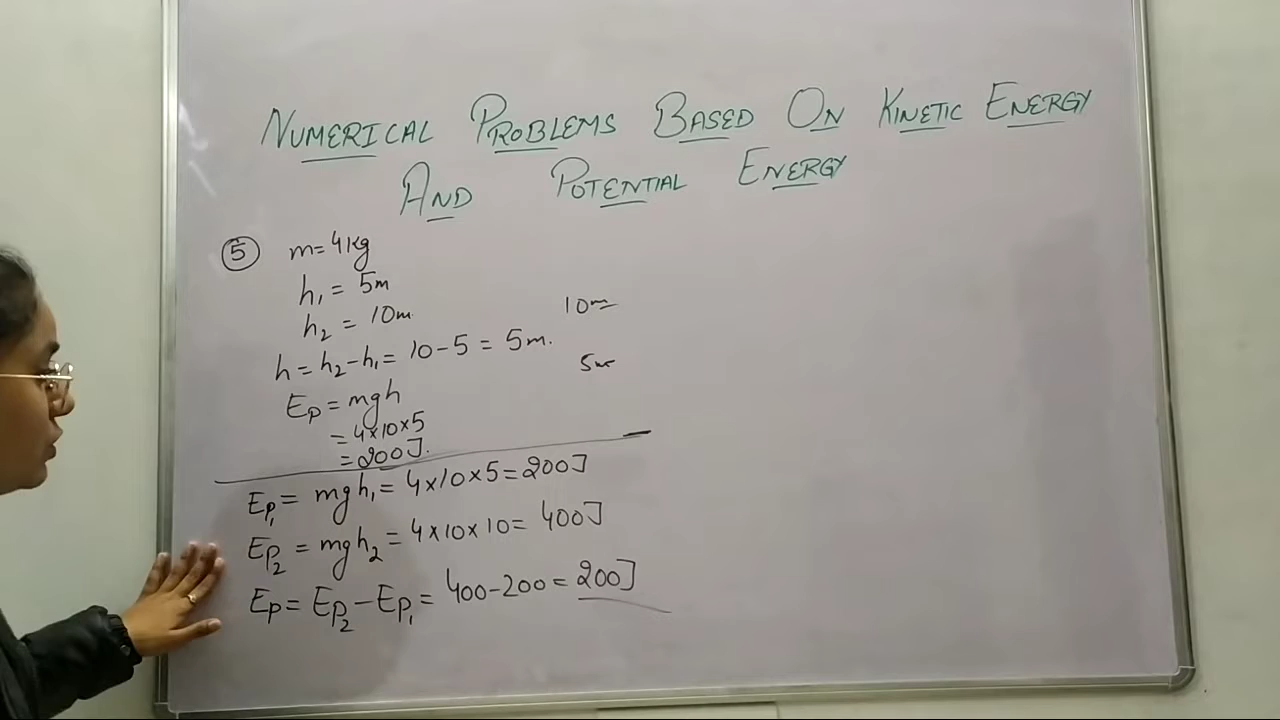 NUMERICAL PROBLEMS BASED ON KINETIC ENERGY
AND POTENTIAL ENERGY
5 m=4kg
h₁ = 5m
h₂ = 10m
10m
h = h₂-h₁ = 10-5 = 5m.
5m
Ep = mgh
= 4×10×5
= 200J.
Ep₁ = mgh₁ = 4×10×5 = 200J
Ep₂ = mgh₂ = 4×10×10 = 400J
Ep = Ep₂-Ep₁ = 400-200 = 200J